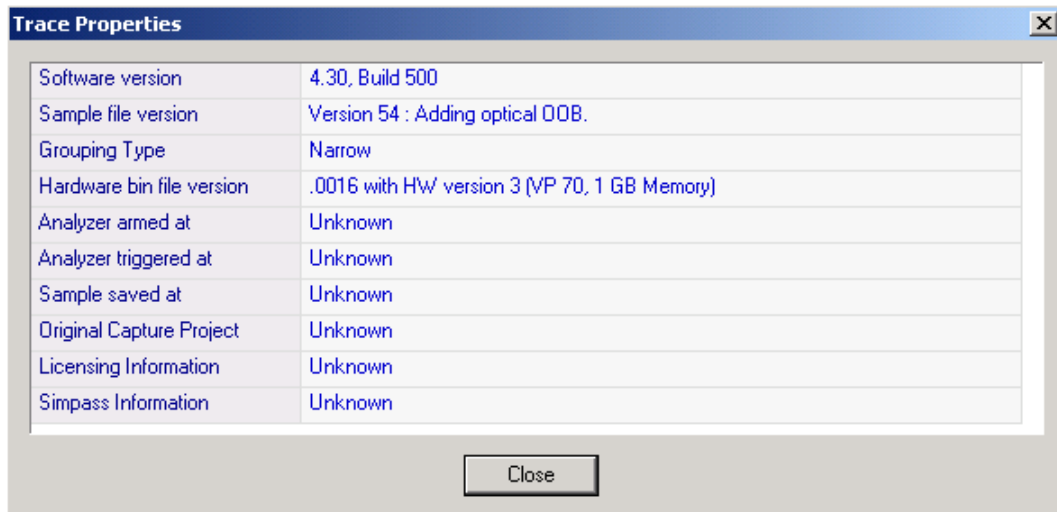 Trace Properties
Software version 4.30, Build 500
Sample file version Version 54 : Adding optical OOB.
Grouping Type Narrow
Hardware bin file version .0016 with HW version 3 (VP 70, 1 GB Memory)
Analyzer armed at Unknown
Analyzer triggered at Unknown
Sample saved at Unknown
Original Capture Project Unknown
Licensing Information Unknown
Simpass Information Unknown
Close